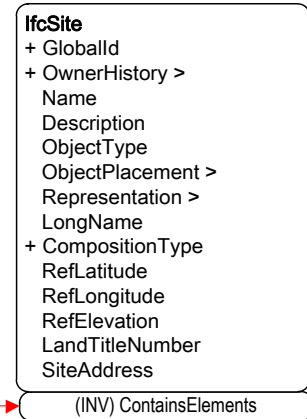 IfcSite
+ GlobalId
+ OwnerHistory >
Name
Description
ObjectType
ObjectPlacement >
Representation >
LongName
+ CompositionType
RefLatitude
RefLongitude
RefElevation
LandTitleNumber
SiteAddress
(INV) ContainsElements